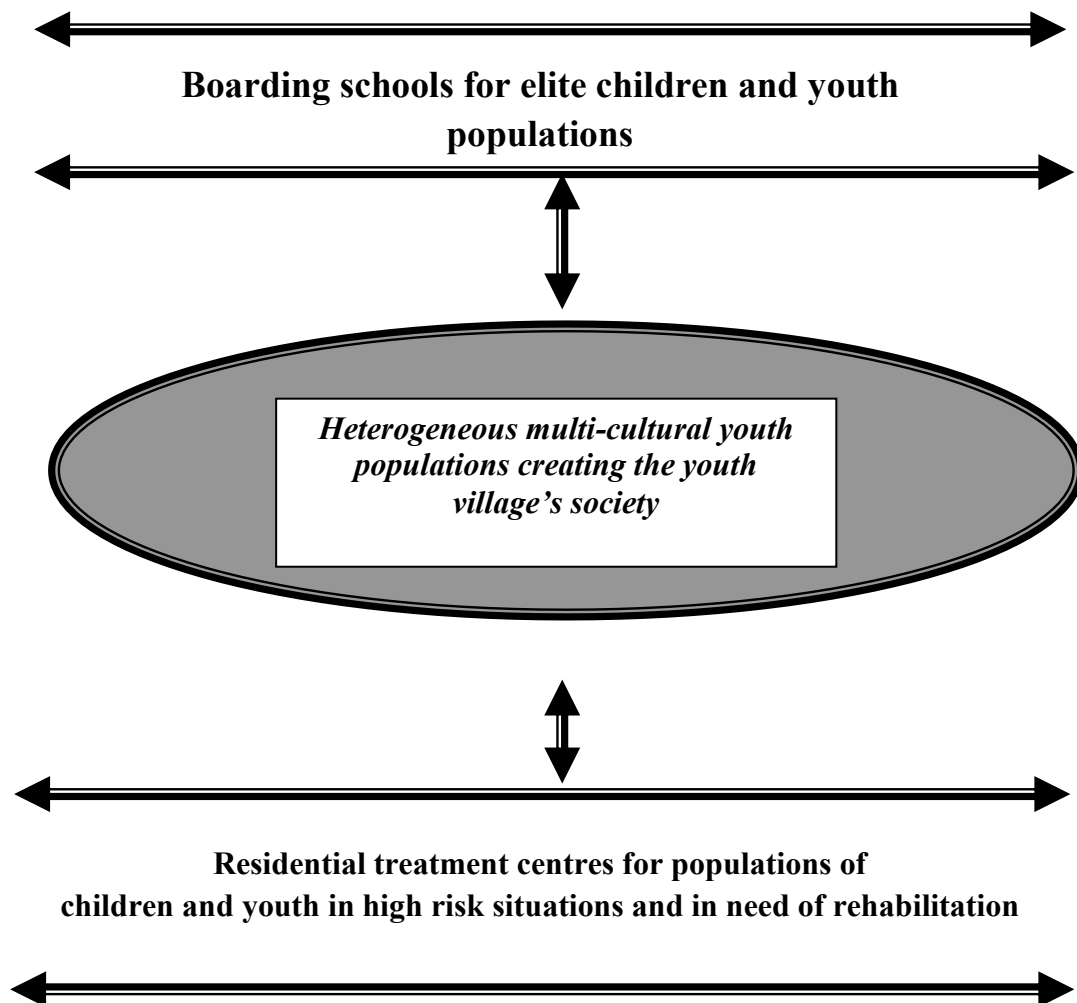 Boarding schools for elite children and youth
populations
Heterogeneous multi-cultural youth
populations creating the youth
village’s society
Residential treatment centres for populations of
children and youth in high risk situations and in need of rehabilitation